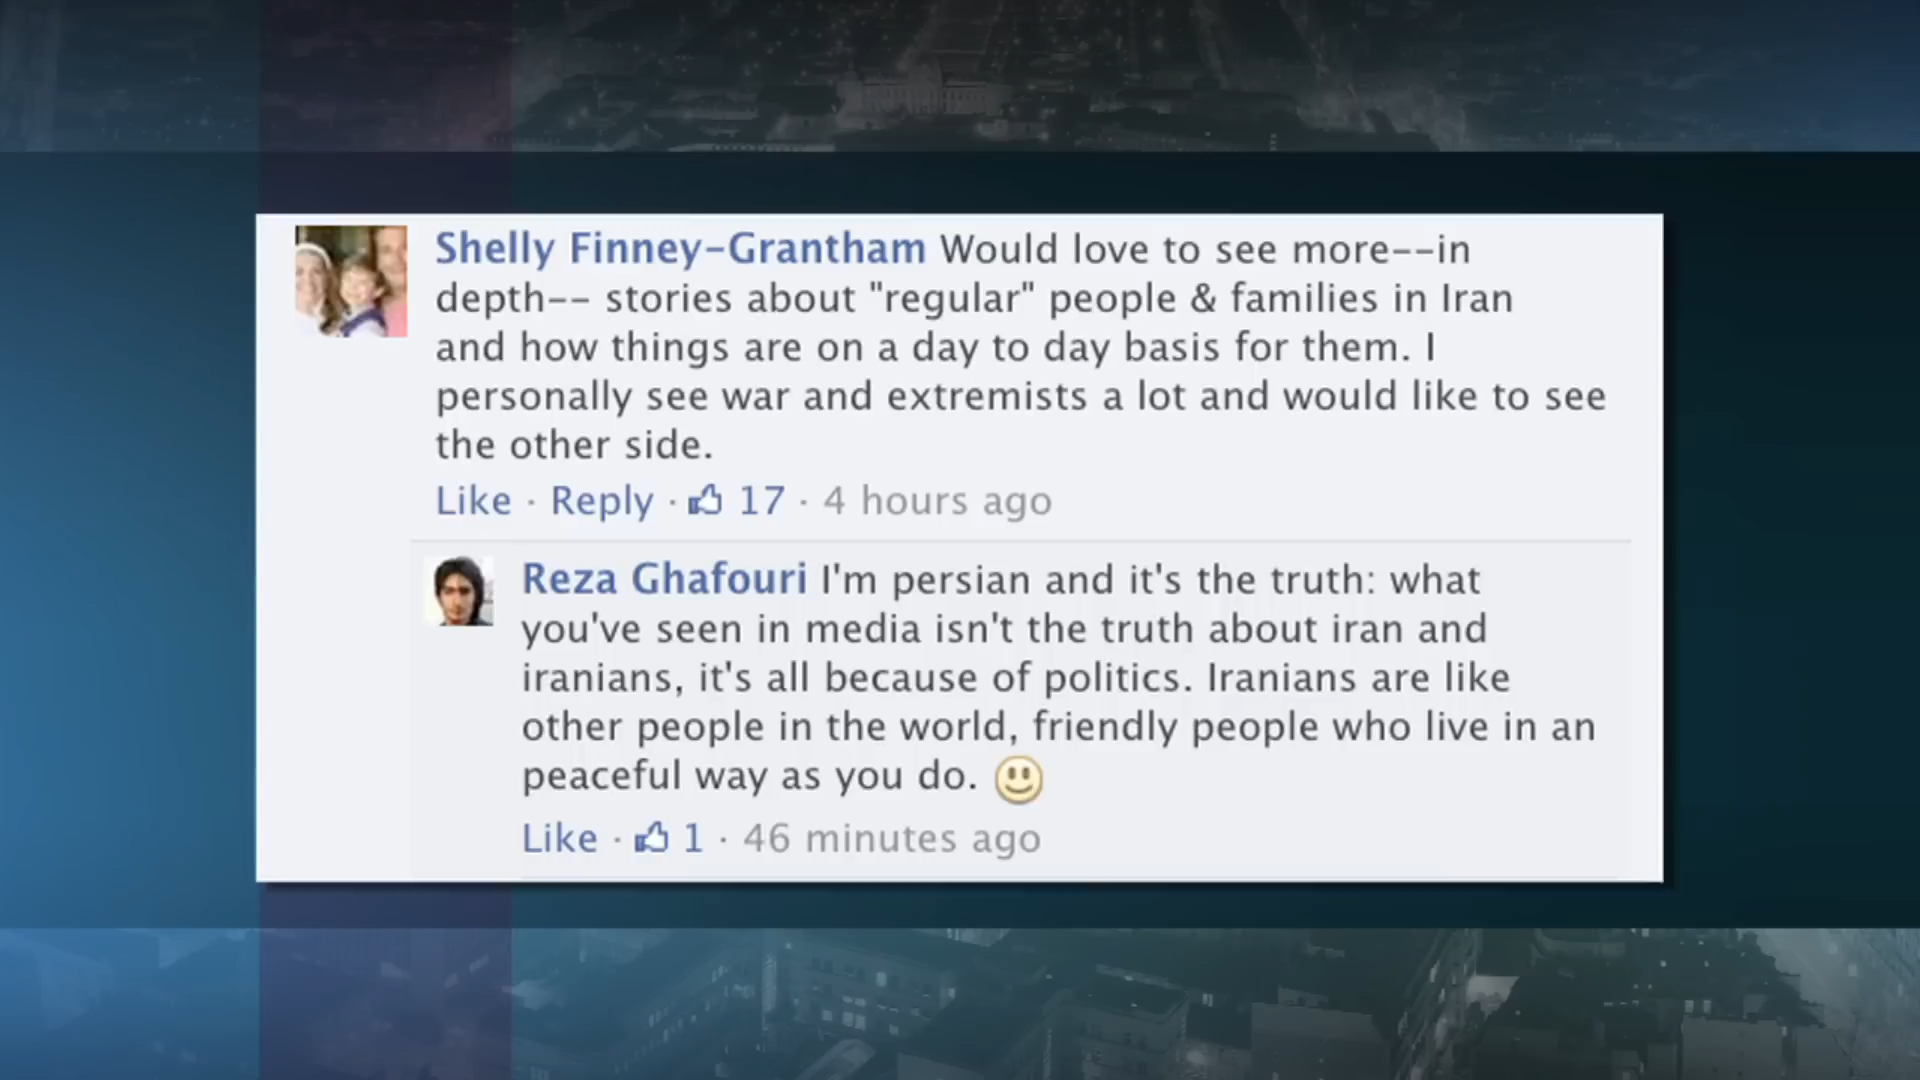 Shelly Finney-Grantham Would love to see more--in
depth-- stories about "regular" people & families in Iran
and how things are on a day to day basis for them. I
personally see war and extremists a lot and would like to see
the other side.
Like · Reply · 17 · 4 hours ago
Reza Ghafouri I'm persian and it's the truth: what
you've seen in media isn't the truth about iran and
iranians, it's all because of politics. Iranians are like
other people in the world, friendly people who live in an
peaceful way as you do.
Like · 1 · 46 minutes ago